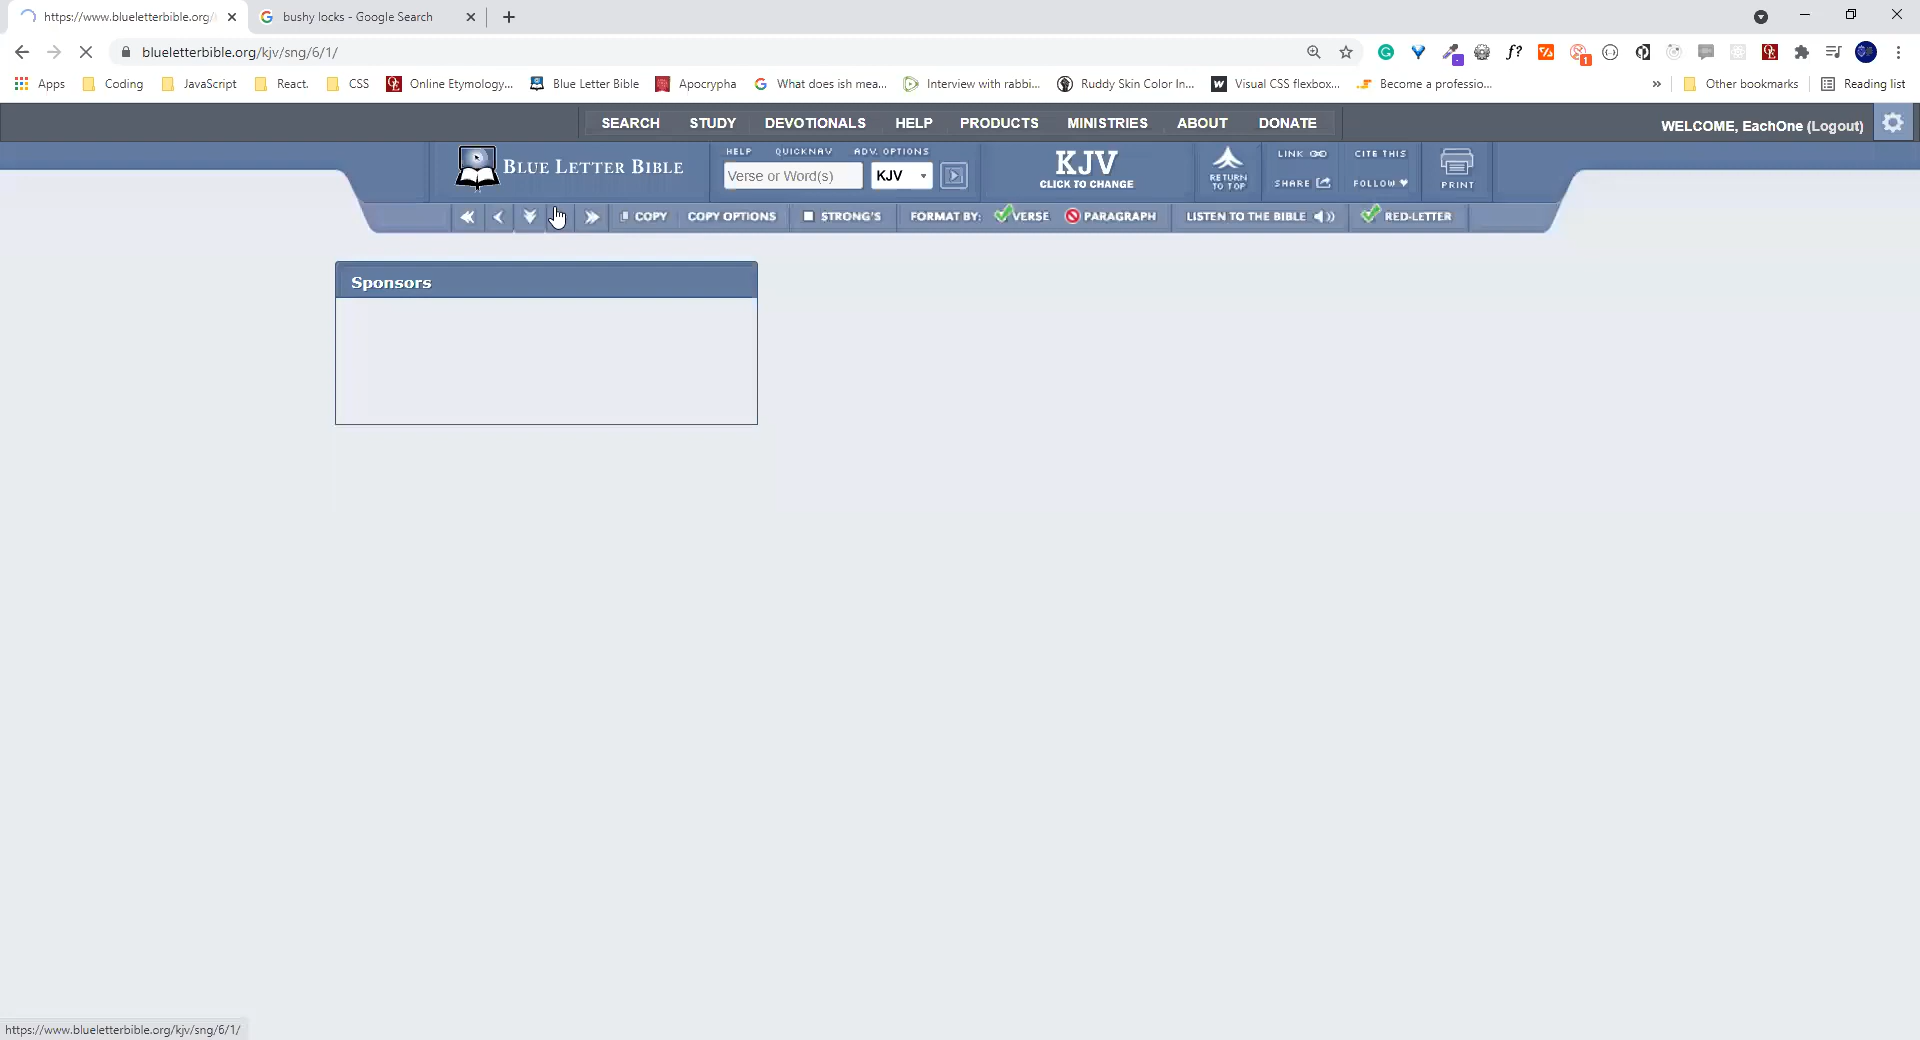 https://www.blueletterbible.org/
bushy locks - Google Search
blueletterbible.org/kjv/sng/6/1/
f?
1
Apps
Coding
JavaScript
React.
CSS
Online Etymology...
Blue Letter Bible
Apocrypha
What does ish mea...
Interview with rabbi...
Ruddy Skin Color In...
Visual CSS flexbox...
Become a professio...
»
Other bookmarks
Reading list
SEARCH
STUDY
DEVOTIONALS
HELP
PRODUCTS
MINISTRIES
ABOUT
DONATE
WELCOME, EachOne (Logout)
BLUE LETTER BIBLE
HELP
QUICKNAV
ADV. OPTIONS
Verse or Word(s)
KJV
KJV
CLICK TO CHANGE
RETURN
TO TOP
LINK
CITE THIS
SHARE
FOLLOW
PRINT
COPY
COPY OPTIONS
STRONG'S
FORMAT BY:
VERSE
PARAGRAPH
LISTEN TO THE BIBLE
RED-LETTER
Sponsors
https://www.blueletterbible.org/kjv/sng/6/1/